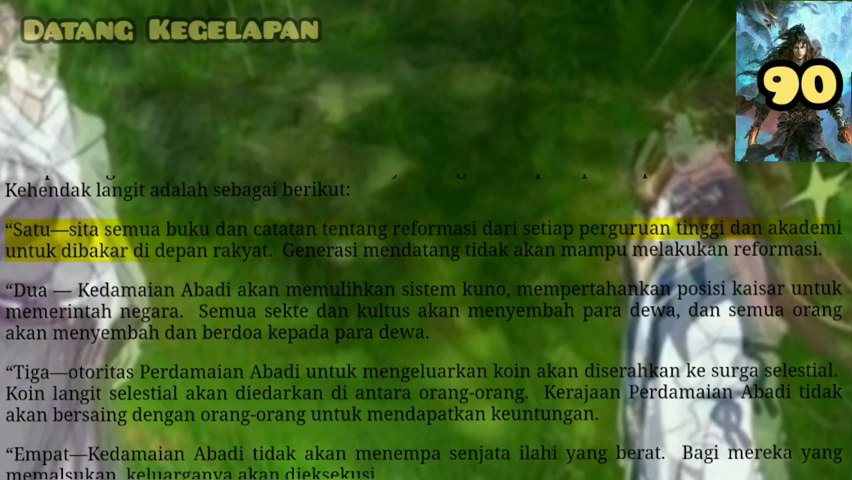 Datang Kegelapan
90
Kehendak langit adalah sebagai berikut:
“Satu—sita semua buku dan catatan tentang reformasi dari setiap perguruan tinggi dan akademi
untuk dibakar di depan rakyat. Generasi mendatang tidak akan mampu melakukan reformasi.
“Dua — Kedamaian Abadi akan memulihkan sistem kuno, mempertahankan posisi kaisar untuk
memerintah negara. Semua sekte dan kultus akan menyembah para dewa, dan semua orang
akan menyembah dan berdoa kepada para dewa.
“Tiga—otoritas Perdamaian Abadi untuk mengeluarkan koin akan diserahkan ke surga selestial.
Koin langit selestial akan diedarkan di antara orang-orang. Kerajaan Perdamaian Abadi tidak
akan bersaing dengan orang-orang untuk mendapatkan keuntungan.
“Empat—Kedamaian Abadi tidak akan menempa senjata ilahi yang berat. Bagi mereka yang
memalsukan, keluarganya akan dieksekusi